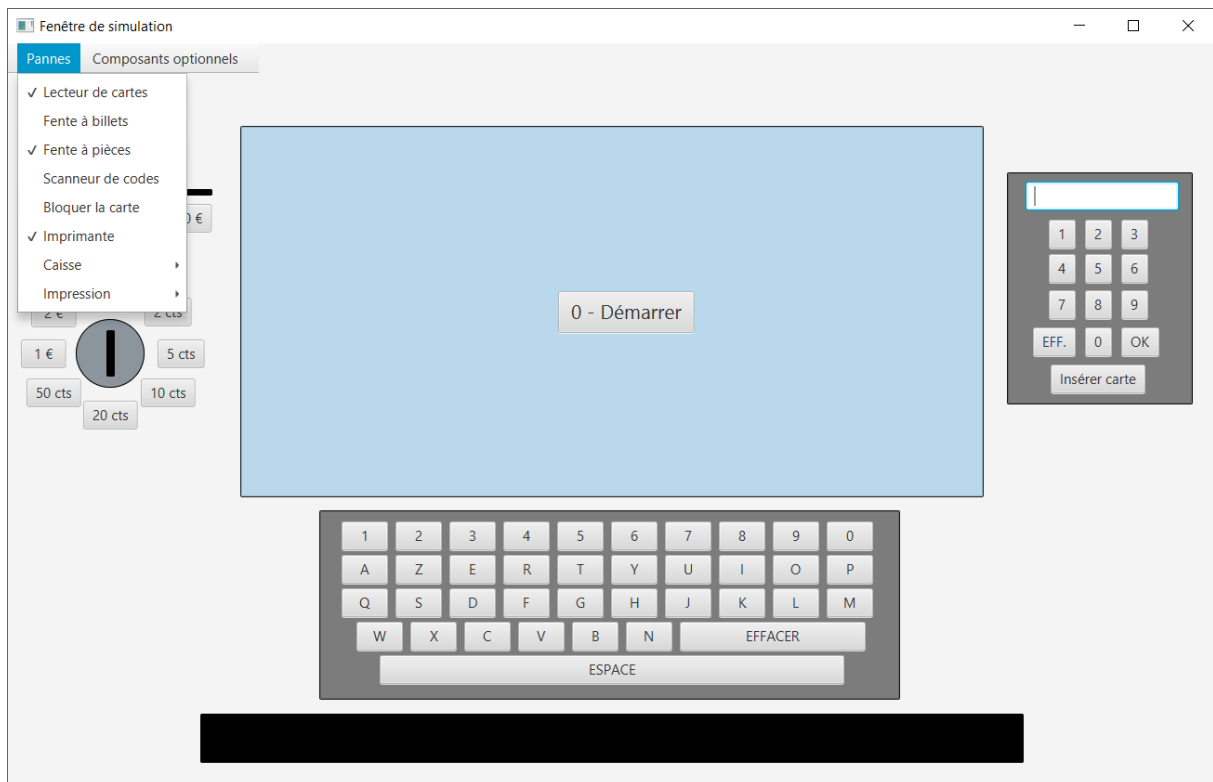 Fenêtre de simulation
Pannes Composants optionnels
✓ Lecteur de cartes
Fente à billets
✓ Fente à pièces
Scanneur de codes
Bloquer la carte
✓ Imprimante
Caisse
Impression
€
2 € 2 cts
1 € 5 cts
50 cts 10 cts
20 cts
0 - Démarrer
1 2 3
4 5 6
7 8 9
EFF. 0 OK
Insérer carte
1 2 3 4 5 6 7 8 9 0
A Z E R T Y U I O P
Q S D F G H J K L M
W X C V B N EFFACER
ESPACE